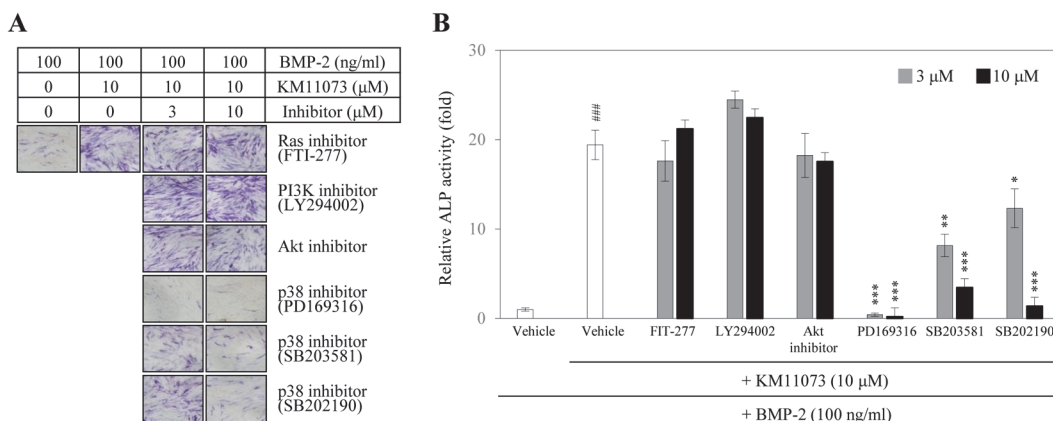 A
100 100 100 100 BMP-2 (ng/ml)
0 10 10 10 KM11073 (μM)
0 0 3 10 Inhibitor (μM)
Ras inhibitor
(FTI-277)
PI3K inhibitor
(LY294002)
Akt inhibitor
p38 inhibitor
(PD169316)
p38 inhibitor
(SB203581)
p38 inhibitor
(SB202190)
B
Relative ALP activity (fold)
30
20
10
0
3 μM 10 μM
###
*** *** ** *** * ***
Vehicle Vehicle FIT-277 LY294002 Akt PD169316 SB203581 SB202190
inhibitor
+ KM11073 (10 μM)
+ BMP-2 (100 ng/ml)